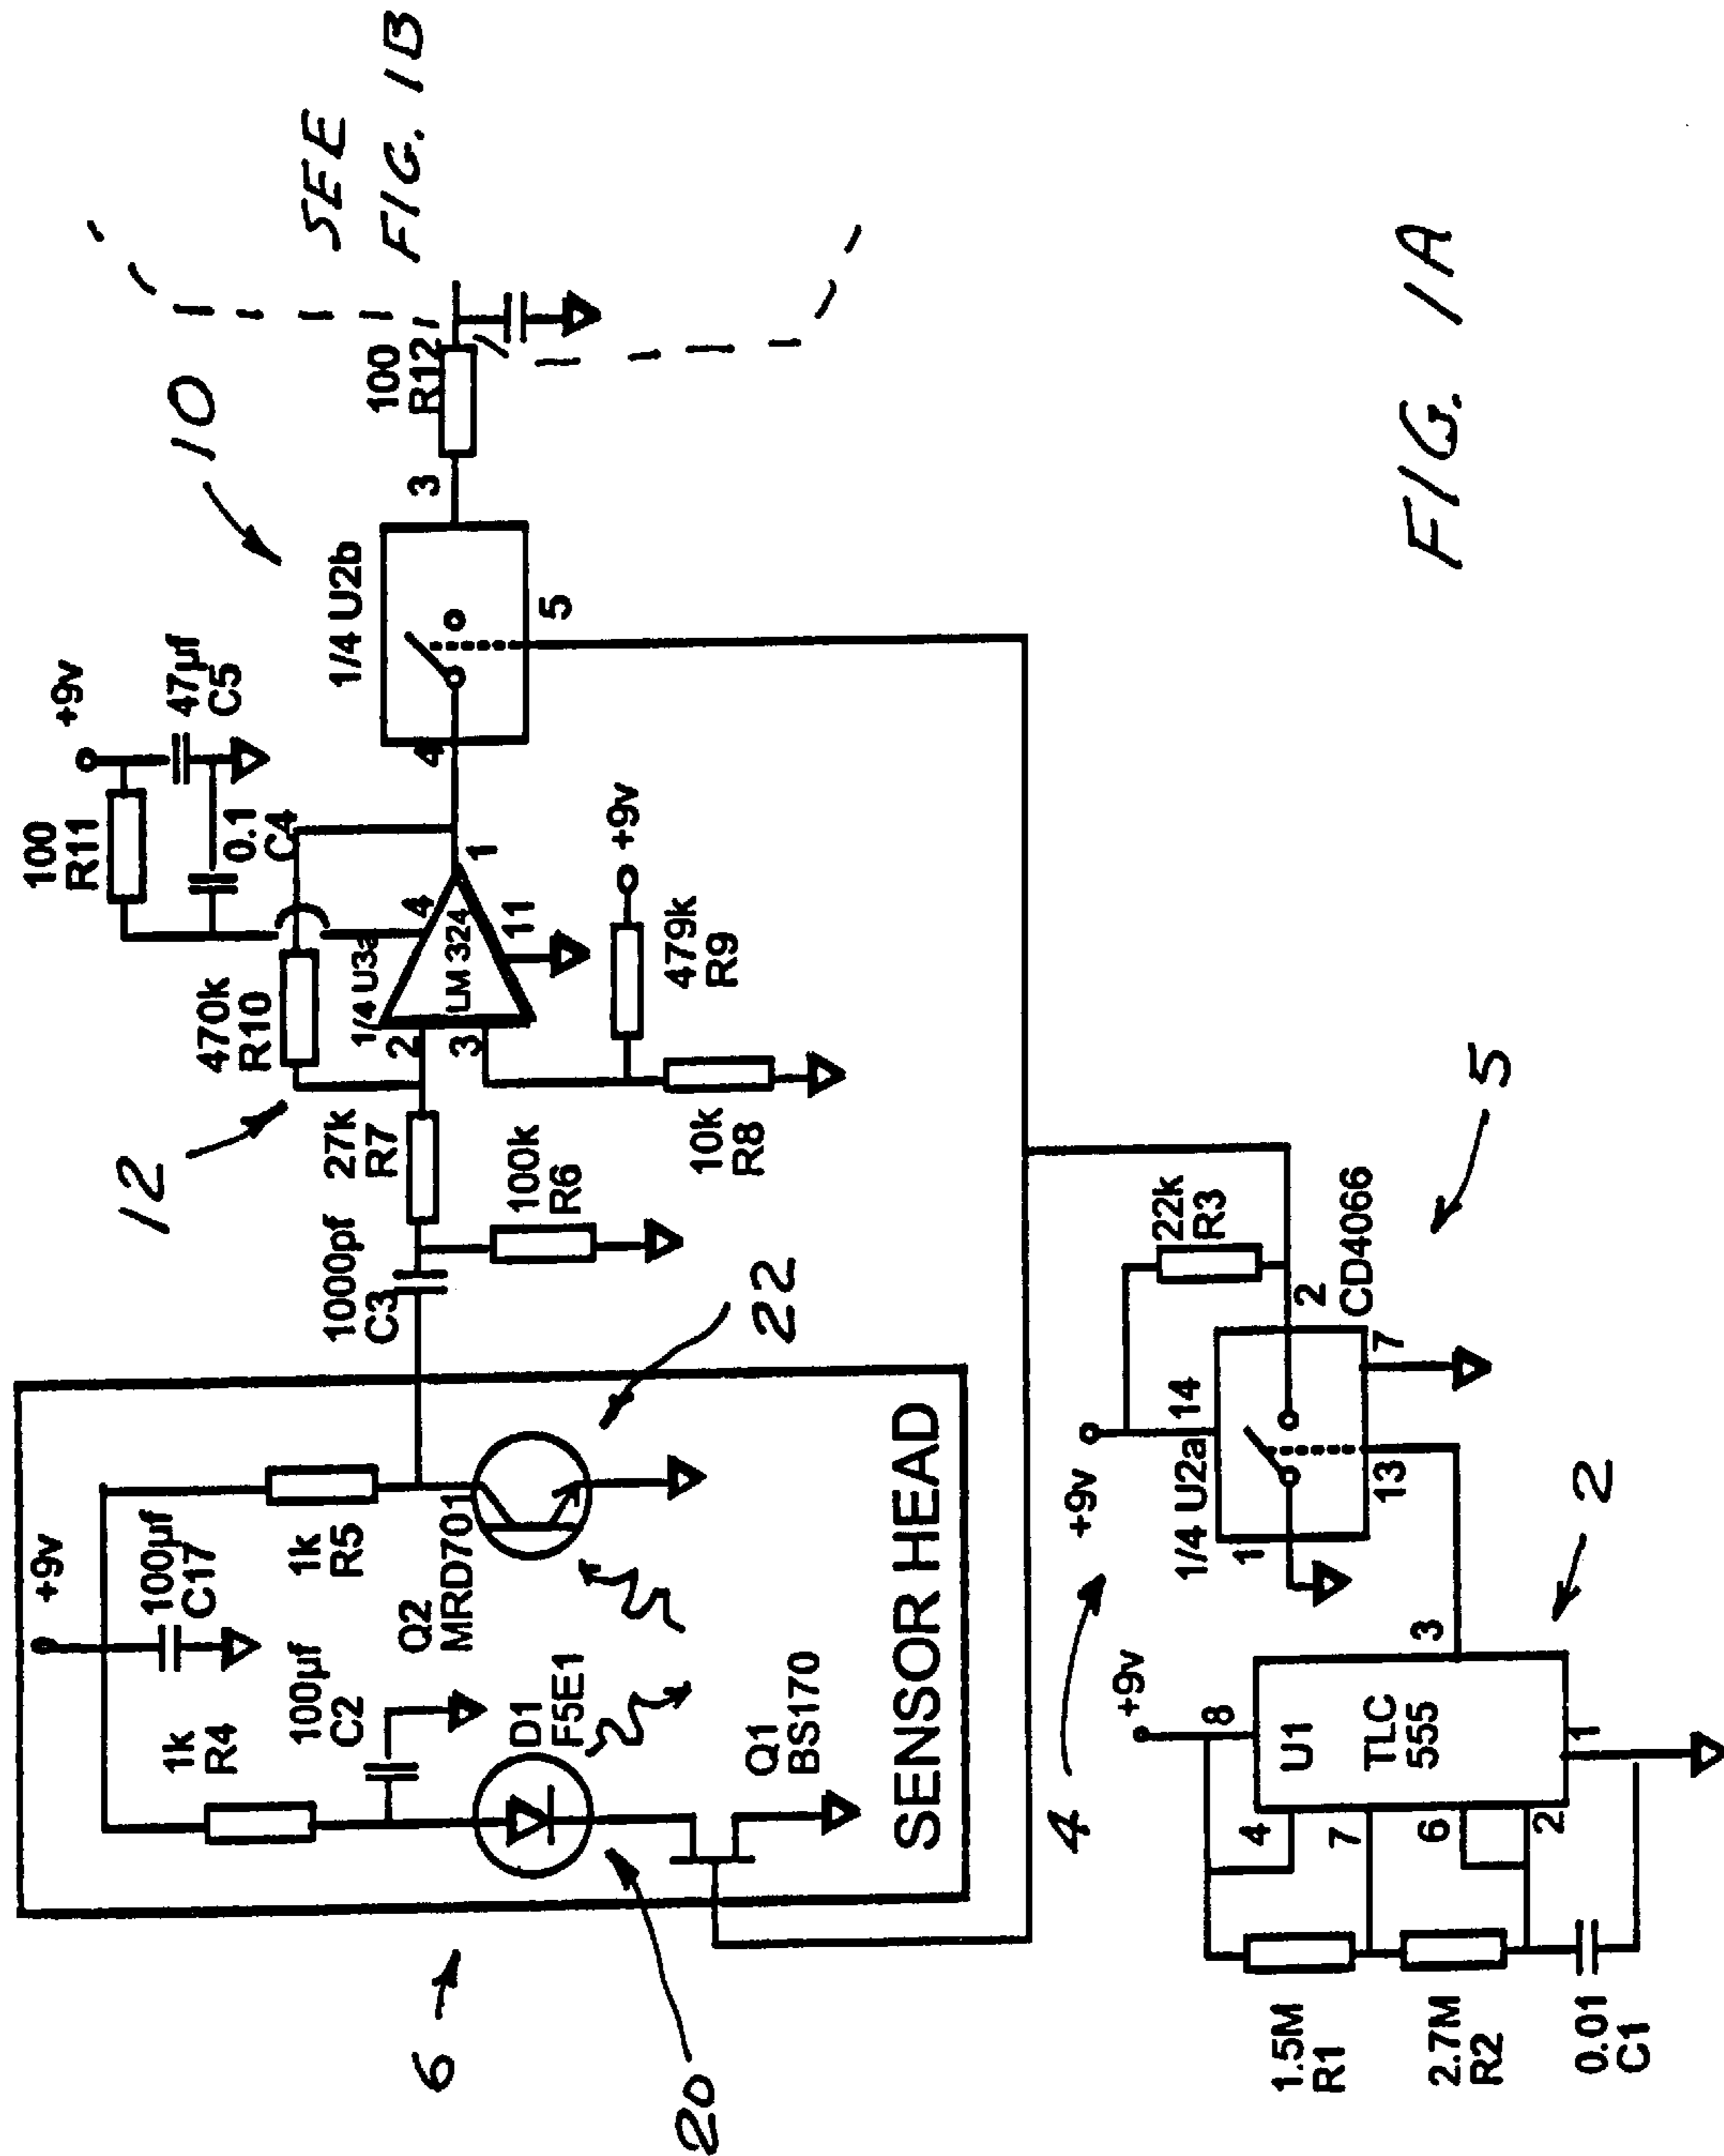 SEE
FIG. 1B
10
12
+9v
47µf
C5
100
R11
0.1
C4
470k
R10
1/4 U3a
4
LM 324
2
3
1
11
1/4 U2b
4
3
5
100
R12
+9v
479k
R9
10k
R8
27k
R7
100k
R6
1000pf
C3
+9v
100µf
C17
1k
R5
1k
R4
100µf
C2
Q2
MRD701
D1
F5E1
Q1
BS170
SENSOR HEAD
22
6
20
4
+9v
22k
R3
1/4 U2a
14
1
13
2
CD4066
7
5
+9v
8
U1
TLC
555
4
7
6
2
3
1
2
1.5M
R1
2.7M
R2
0.01
C1
FIG. 1A